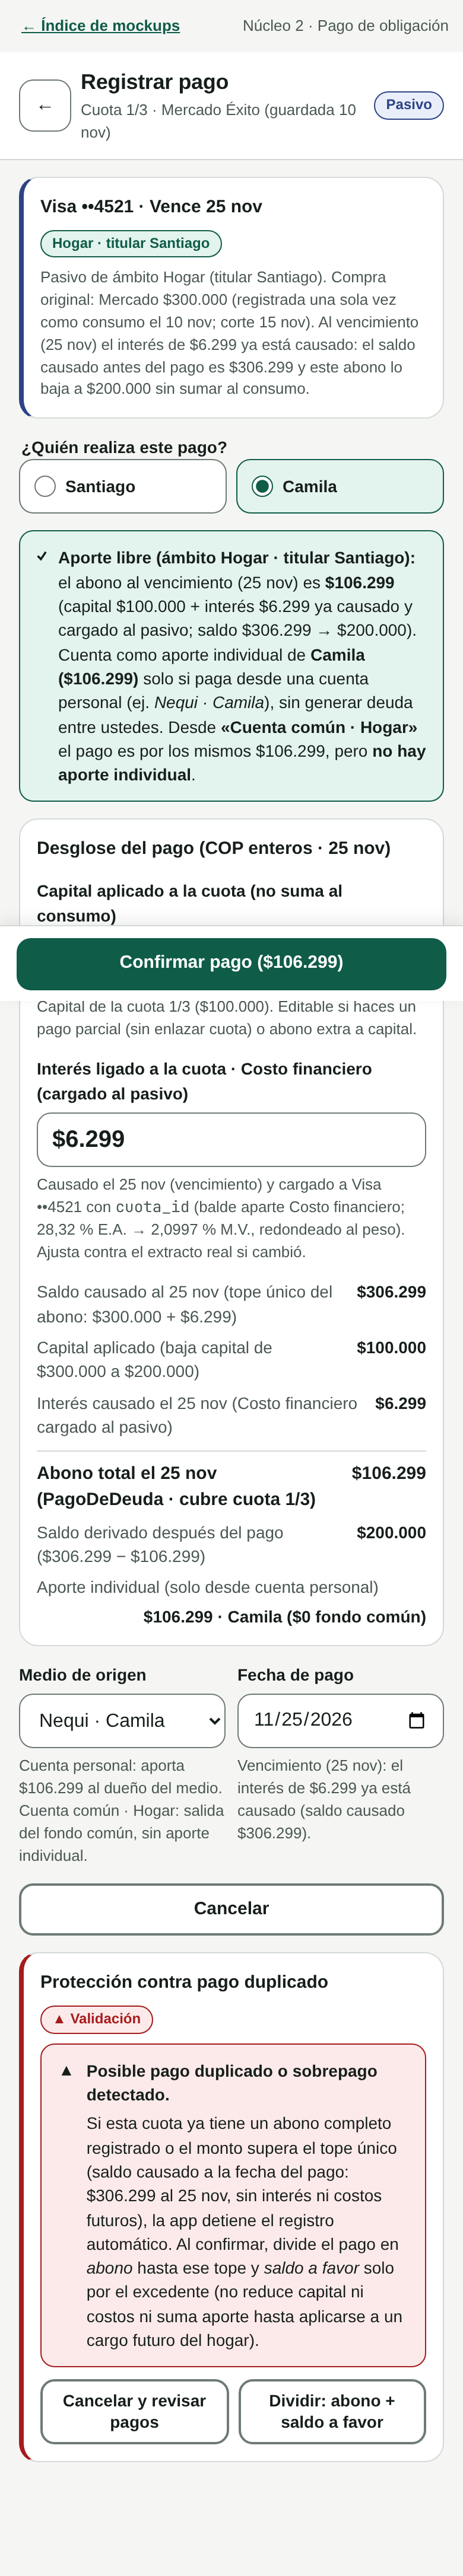 ← Índice de mockups
Núcleo 2 · Pago de obligación
←
Registrar pago
Cuota 1/3 · Mercado Éxito (guardada 10
nov)
Pasivo
Visa ••4521 · Vence 25 nov
Hogar · titular Santiago
Pasivo de ámbito Hogar (titular Santiago). Compra
original: Mercado $300.000 (registrada una sola vez
como consumo el 10 nov; corte 15 nov). Al vencimiento
(25 nov) el interés de $6.299 ya está causado: el saldo
causado antes del pago es $306.299 y este abono lo
baja a $200.000 sin sumar al consumo.
¿Quién realiza este pago?
Santiago
Camila
✓ Aporte libre (ámbito Hogar · titular Santiago):
el abono al vencimiento (25 nov) es $106.299
(capital $100.000 + interés $6.299 ya causado y
cargado al pasivo; saldo $306.299 → $200.000).
Cuenta como aporte individual de Camila
($106.299) solo si paga desde una cuenta
personal (ej. Nequi · Camila), sin generar deuda
entre ustedes. Desde «Cuenta común · Hogar»
el pago es por los mismos $106.299, pero no hay
aporte individual.
Desglose del pago (COP enteros · 25 nov)
Capital aplicado a la cuota (no suma al
consumo)
Confirmar pago ($106.299)
Capital de la cuota 1/3 ($100.000). Editable si haces un
pago parcial (sin enlazar cuota) o abono extra a capital.
Interés ligado a la cuota · Costo financiero
(cargado al pasivo)
$6.299
Causado el 25 nov (vencimiento) y cargado a Visa
••4521 con cuota_id (balde aparte Costo financiero;
28,32 % E.A. → 2,0997 % M.V., redondeado al peso).
Ajusta contra el extracto real si cambió.
Saldo causado al 25 nov (tope único del
abono: $300.000 + $6.299)
$306.299
Capital aplicado (baja capital de
$300.000 a $200.000)
$100.000
Interés causado el 25 nov (Costo financiero
cargado al pasivo)
$6.299
Abono total el 25 nov
(PagoDeDeuda · cubre cuota 1/3)
$106.299
Saldo derivado después del pago
($306.299 − $106.299)
$200.000
Aporte individual (solo desde cuenta personal)
$106.299 · Camila ($0 fondo común)
Medio de origen
Nequi · Camila
Cuenta personal: aporta
$106.299 al dueño del medio.
Cuenta común · Hogar: salida
del fondo común, sin aporte
individual.
Fecha de pago
11/25/2026
Vencimiento (25 nov): el
interés de $6.299 ya está
causado (saldo causado
$306.299).
Cancelar
Protección contra pago duplicado
▲ Validación
▲ Posible pago duplicado o sobrepago
detectado.
Si esta cuota ya tiene un abono completo
registrado o el monto supera el tope único
(saldo causado a la fecha del pago:
$306.299 al 25 nov, sin interés ni costos
futuros), la app detiene el registro
automático. Al confirmar, divide el pago en
abono hasta ese tope y saldo a favor solo
por el excedente (no reduce capital ni
costos ni suma aporte hasta aplicarse a un
cargo futuro del hogar).
Cancelar y revisar
pagos
Dividir: abono +
saldo a favor